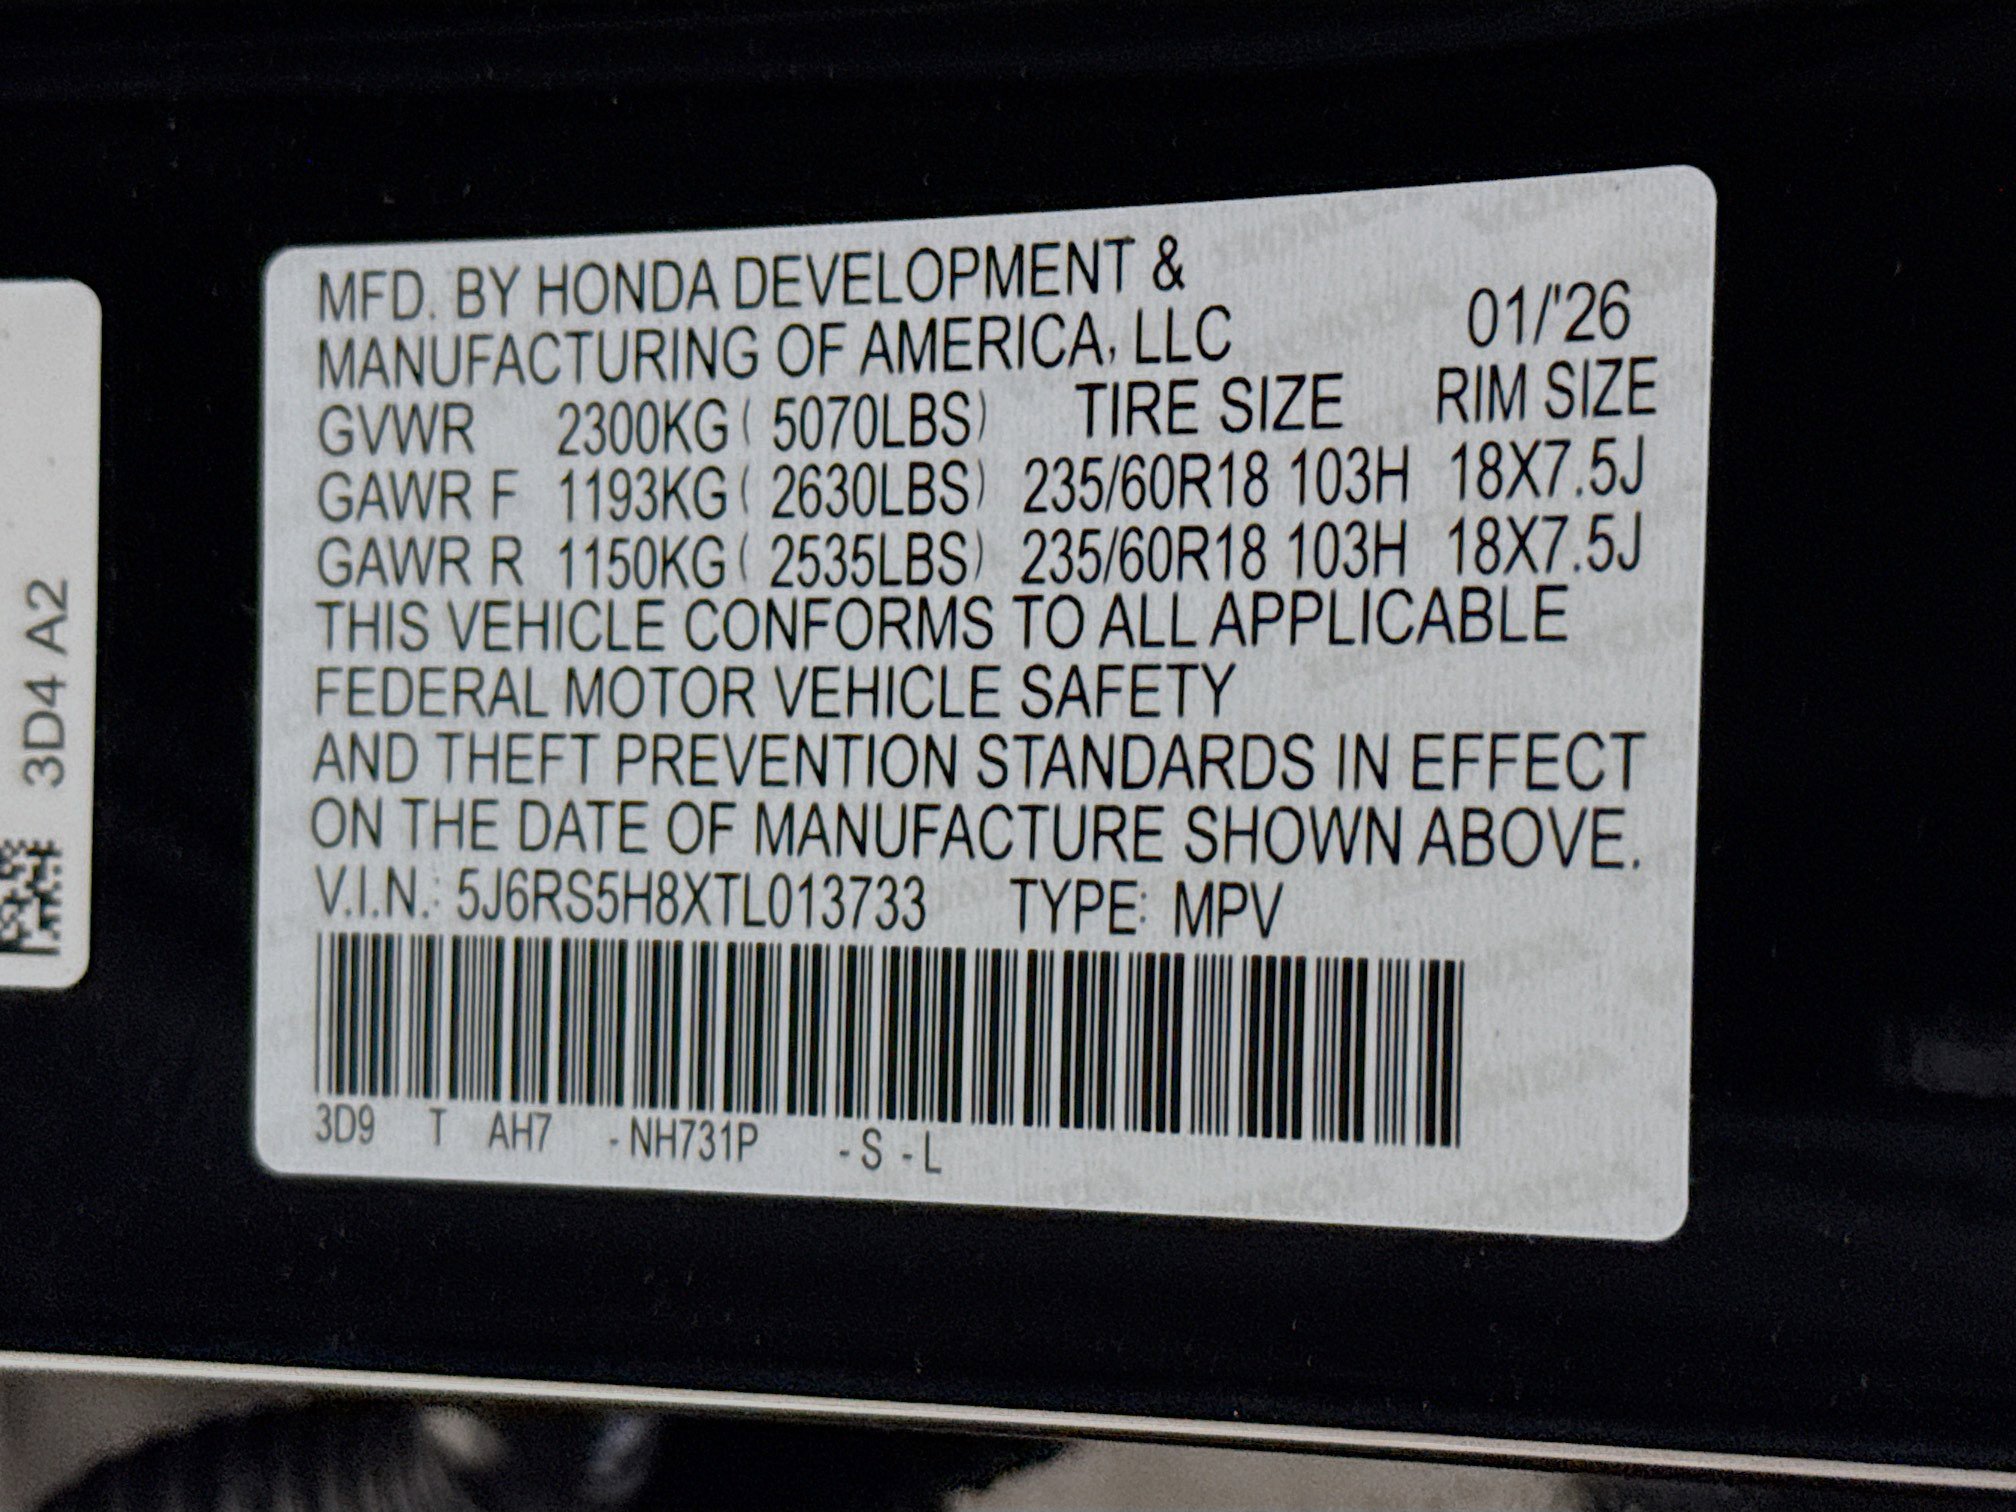 MFD. BY HONDA DEVELOPMENT &
MANUFACTURING OF AMERICA, LLC 01/'26
GVWR 2300KG ( 5070LBS) TIRE SIZE RIM SIZE
GAWR F 1193KG ( 2630LBS) 235/60R18 103H 18X7.5J
GAWR R 1150KG ( 2535LBS) 235/60R18 103H 18X7.5J
THIS VEHICLE CONFORMS TO ALL APPLICABLE
FEDERAL MOTOR VEHICLE SAFETY
AND THEFT PREVENTION STANDARDS IN EFFECT
ON THE DATE OF MANUFACTURE SHOWN ABOVE.
V.I.N.: 5J6RS5H8XTL013733 TYPE: MPV
3D9 T AH7 - NH731P - S - L
3D4 A2